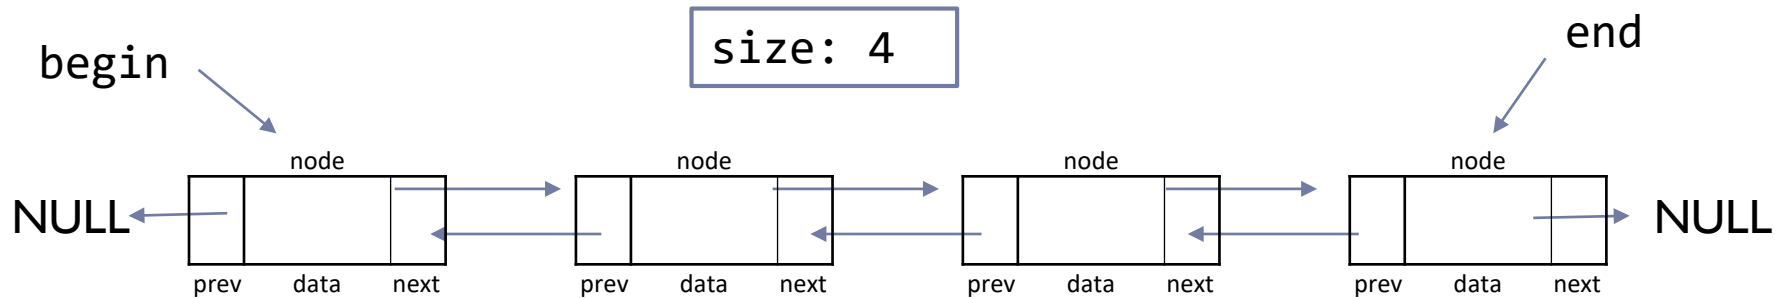 begin
size: 4
end
node node node node
NULL NULL
prev data next prev data next prev data next prev data next